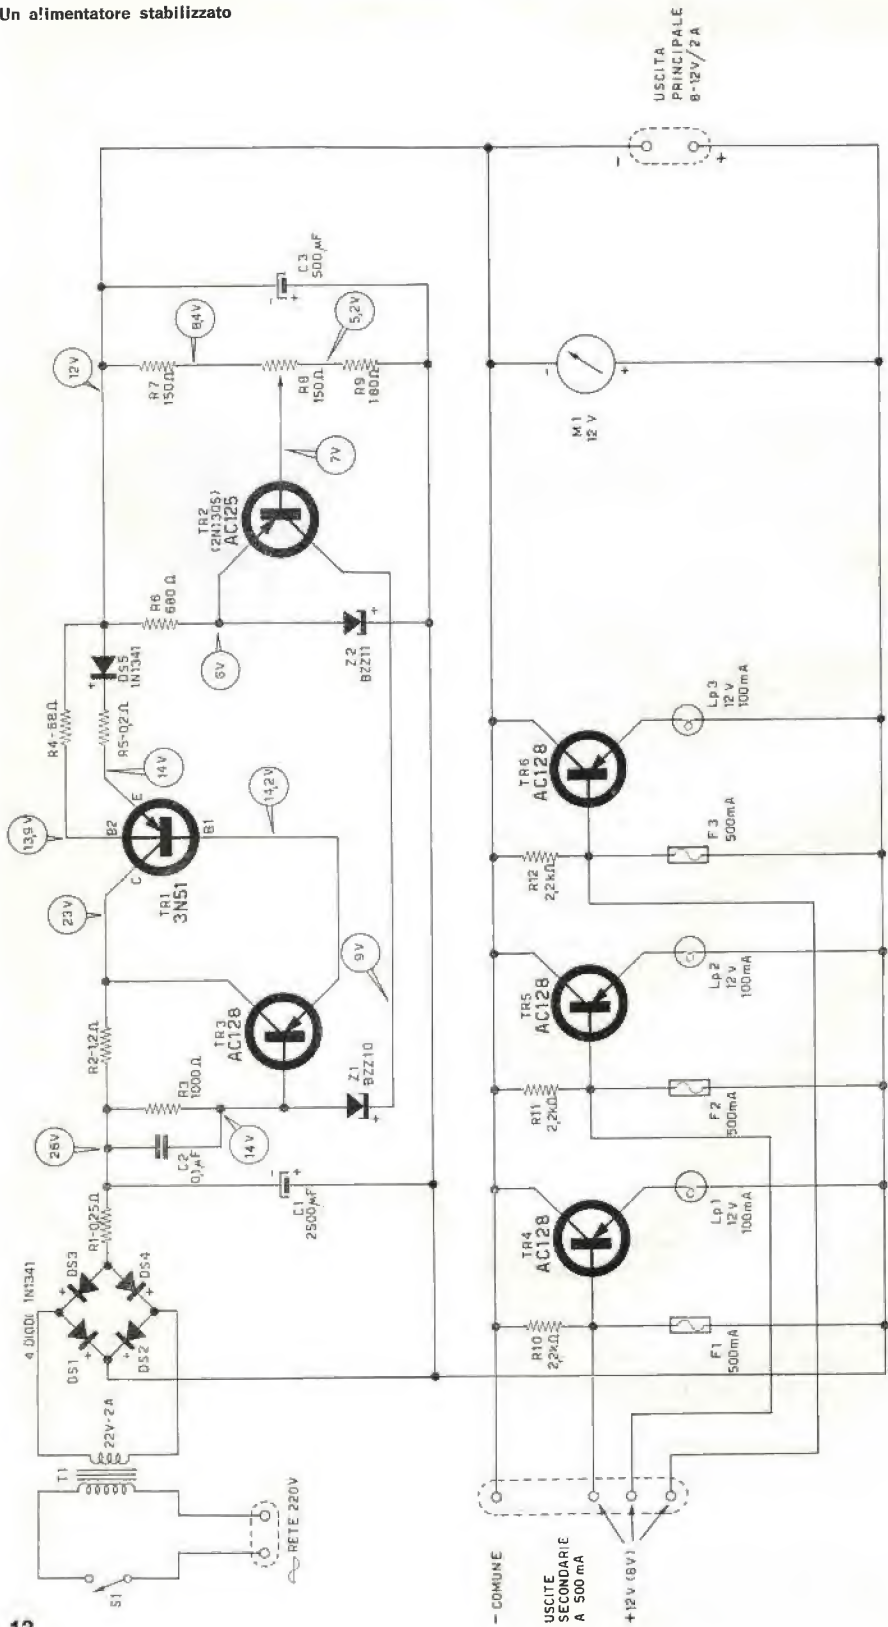 Un alimentatore stabilizzato
S1
RETE 220V
T1
22V-2A
4 DIODI 1N1341
DS1
DS2
DS3
DS4
R1-0,25Ω
26V
C1
2500µF
C2
0,1µF
R3
1000Ω
14V
R2-1,2Ω
Z1
BZZ10
TR3
AC128
23V
9V
TR1
3N51
C
E
B2
B1
13,9V
14V
14,2V
R4-68Ω
R5-0,2Ω
DS5
1N1341
R6
680Ω
6V
Z2
BZZ11
TR2
(2N1305)
AC125
7V
12V
R7
150Ω
8,4V
R8
150Ω
5,2V
R9
180Ω
C3
500µF
- COMUNE
USCITE
SECONDARIE
A 500mA
+12V (8V)
R10
2,2kΩ
F1
500mA
TR4
AC128
Lp1
12V
100mA
R11
2,2kΩ
F2
500mA
TR5
AC128
Lp2
12V
100mA
R12
2,2kΩ
F3
500mA
TR6
AC128
Lp3
12V
100mA
M1
12V
USCITA
PRINCIPALE
8-12V/2A